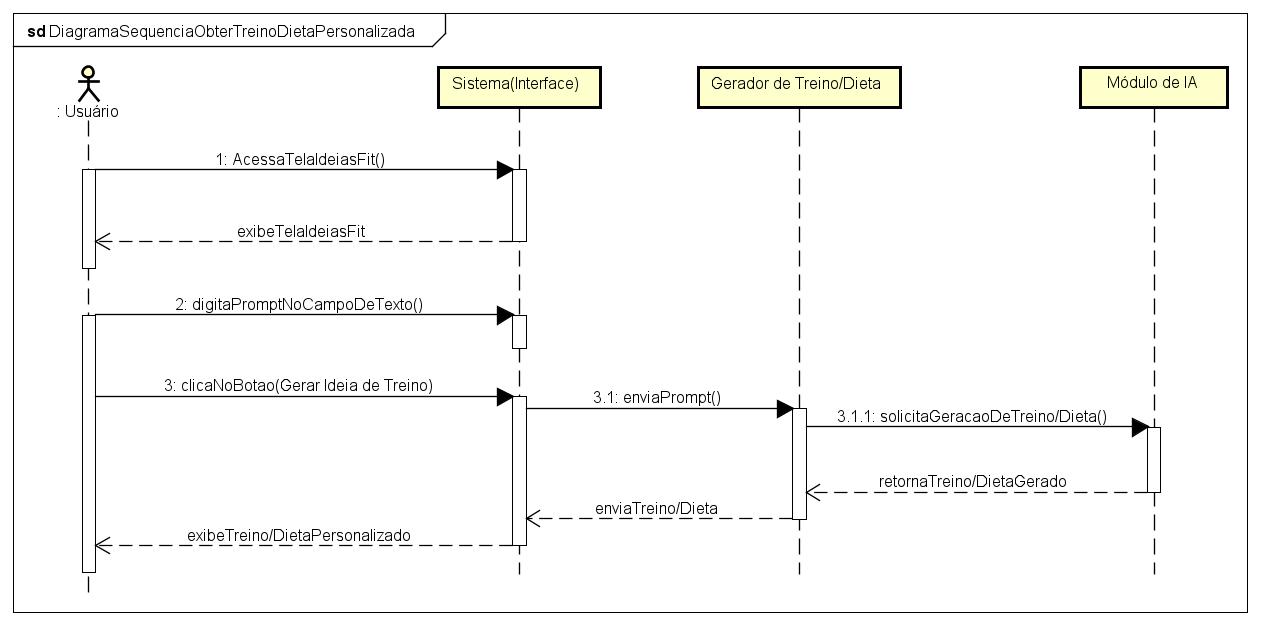 sd DiagramaSequenciaObterTreinoDietaPersonalizada
: Usuário
Sistema(Interface)
Gerador de Treino/Dieta
Módulo de IA
1: AcessaTelaIdeiasFit()
exibeTelaIdeiasFit
2: digitaPromptNoCampoDeTexto()
3: clicaNoBotao(Gerar Ideia de Treino)
3.1: enviaPrompt()
3.1.1: solicitaGeracaoDeTreino/Dieta()
retornaTreino/DietaGerado
enviaTreino/Dieta
exibeTreino/DietaPersonalizado